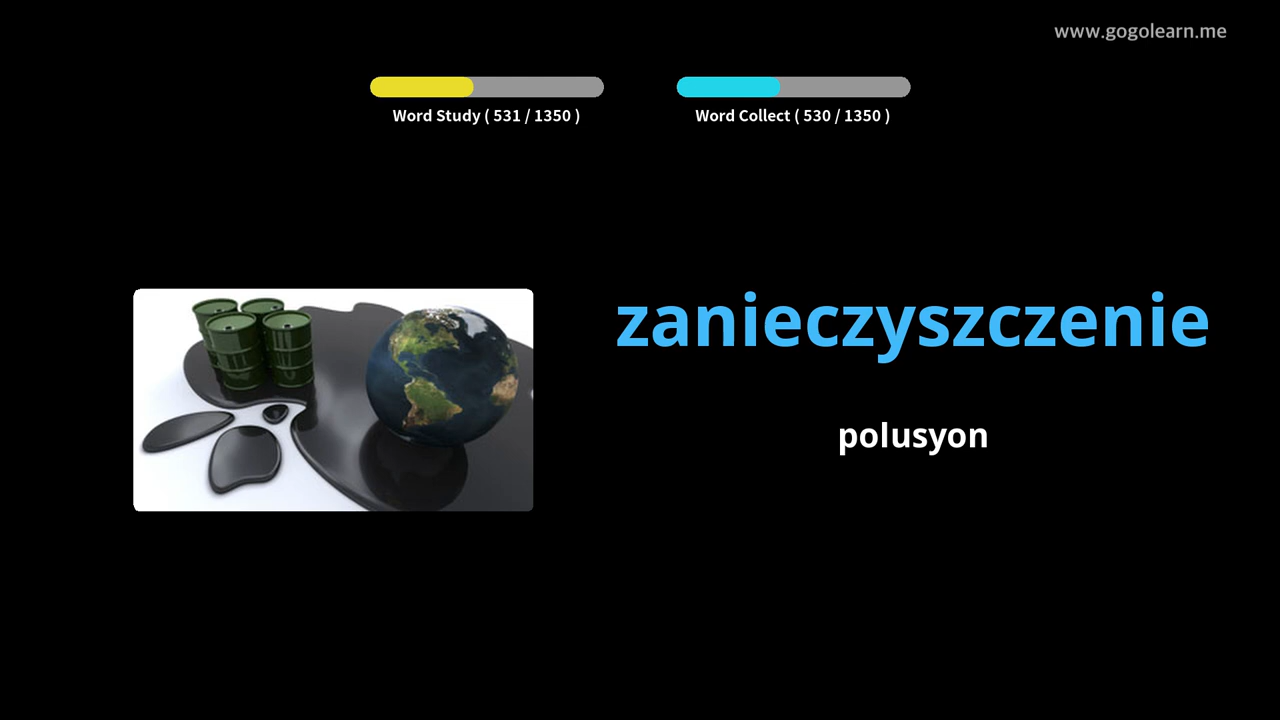 www.gogolearn.me
Word Study ( 531 / 1350 )
Word Collect ( 530 / 1350 )
zanieczyszczenie
polusyon